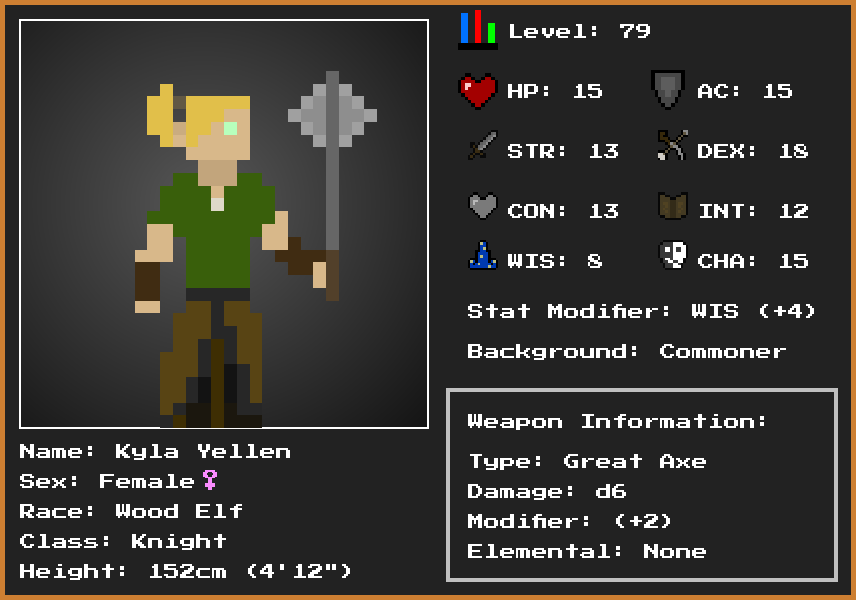 Level: 79
HP: 15
AC: 15
STR: 13
DEX: 18
CON: 13
INT: 12
WIS: 8
CHA: 15
Stat Modifier: WIS (+4)
Background: Commoner
Weapon Information:
Type: Great Axe
Damage: d6
Modifier: (+2)
Elemental: None
Name: Kyla Yellen
Sex: Female♀
Race: Wood Elf
Class: Knight
Height: 152cm (4'12")